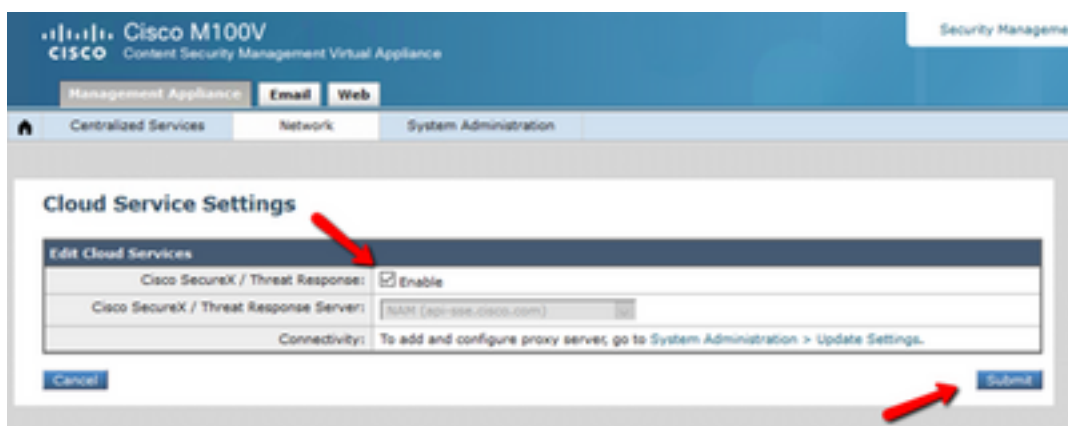 Cisco M100V
CISCO Content Security Management Virtual Appliance
Security Manageme
Management Appliance Email Web
Centralized Services Network System Administration
Cloud Service Settings
Edit Cloud Services
Cisco SecureX / Threat Response: Enable
Cisco SecureX / Threat Response Server: NAM (api-sse.cisco.com)
Connectivity: To add and configure proxy server, go to System Administration > Update Settings.
Cancel Submit